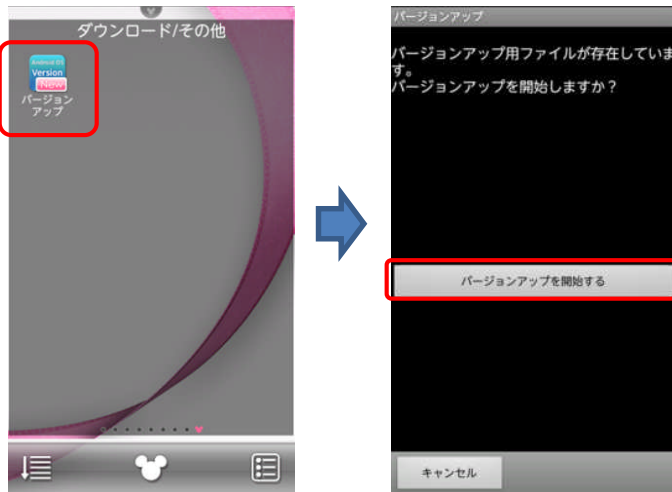 ダウンロード/その他
Android OS
Version
New
バージョン
アップ
バージョンアップ
バージョンアップ用ファイルが存在していま
す。
バージョンアップを開始しますか？
バージョンアップを開始する
キャンセル